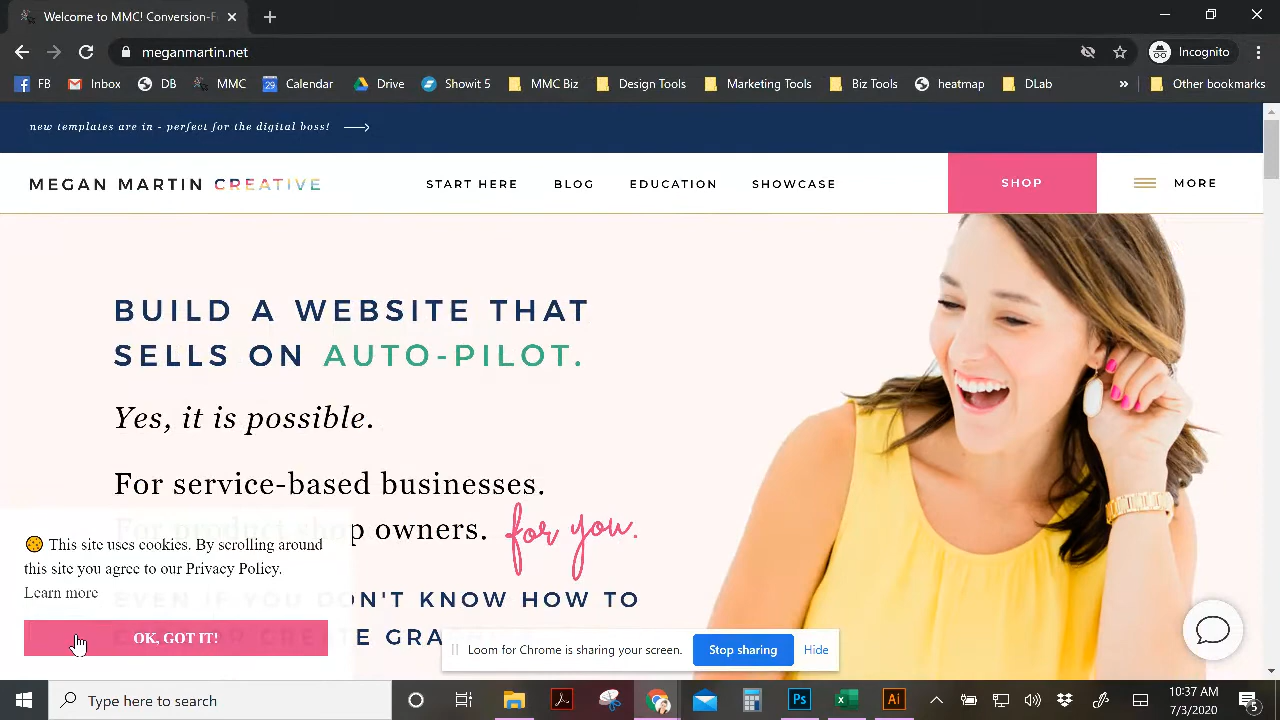 Welcome to MMC! Conversion-F
meganmartin.net
Incognito
FB
Inbox
DB
MMC
29
Calendar
Drive
Showit 5
MMC Biz
Design Tools
Marketing Tools
Biz Tools
heatmap
DLab
»
Other bookmarks
new templates are in - perfect for the digital boss!
MEGAN MARTIN CREATIVE
START HERE
BLOG
EDUCATION
SHOWCASE
SHOP
MORE
BUILD A WEBSITE THAT
SELLS ON AUTO-PILOT.
Yes, it is possible.
For service-based businesses.
For product shop owners. for you.
EVEN IF YOU DON'T KNOW HOW TO
This site uses cookies. By scrolling around
this site you agree to our Privacy Policy.
Learn more
OK, GOT IT!
Loom for Chrome is sharing your screen.
Stop sharing
Hide
Type here to search
Ps
Ai
10:37 AM
7/3/2020
5